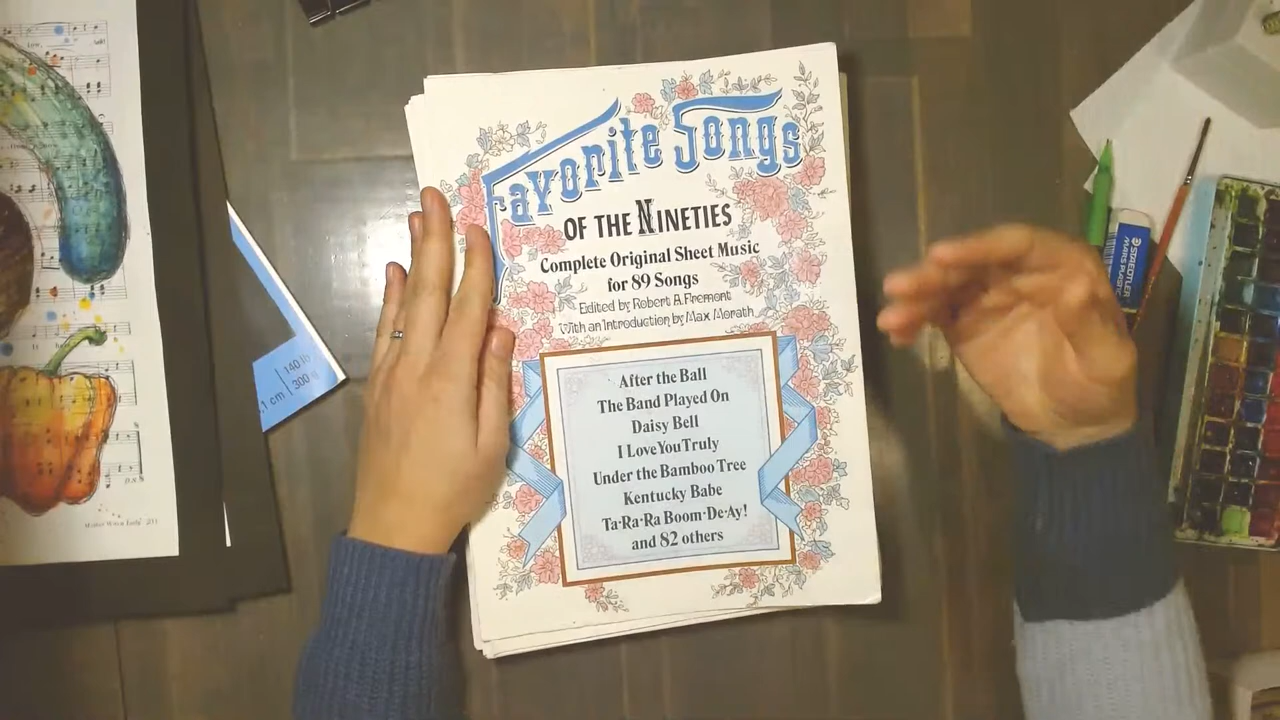 Favorite Songs
OF THE NINETIES
Complete Original Sheet Music
for 89 Songs
Edited by Robert A. Fremont
With an Introduction by Max Morath
After the Ball
The Band Played On
Daisy Bell
I Love You Truly
Under the Bamboo Tree
Kentucky Babe
Ta-Ra-Ra Boom-De-Ay!
and 82 others
140 lb
300 g
.1 cm
STAEDTLER
MARS PLASTIC